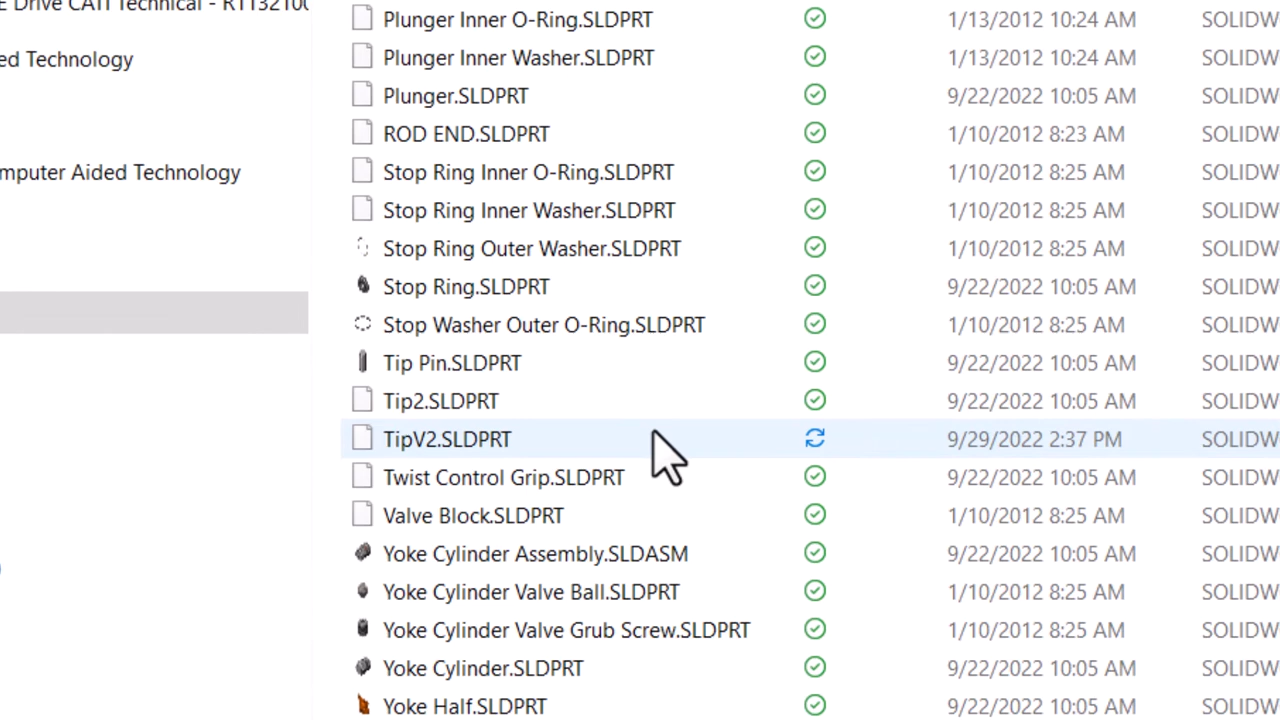 E Drive CATI Technical - RT132100
ed Technology
mputer Aided Technology
Plunger Inner O-Ring.SLDPRT 1/13/2012 10:24 AM SOLIDW
Plunger Inner Washer.SLDPRT 1/13/2012 10:24 AM SOLIDW
Plunger.SLDPRT 9/22/2022 10:05 AM SOLIDW
ROD END.SLDPRT 1/10/2012 8:23 AM SOLIDW
Stop Ring Inner O-Ring.SLDPRT 1/10/2012 8:25 AM SOLIDW
Stop Ring Inner Washer.SLDPRT 1/10/2012 8:25 AM SOLIDW
Stop Ring Outer Washer.SLDPRT 1/10/2012 8:25 AM SOLIDW
Stop Ring.SLDPRT 9/22/2022 10:05 AM SOLIDW
Stop Washer Outer O-Ring.SLDPRT 1/10/2012 8:25 AM SOLIDW
Tip Pin.SLDPRT 9/22/2022 10:05 AM SOLIDW
Tip2.SLDPRT 9/22/2022 10:05 AM SOLIDW
TipV2.SLDPRT 9/29/2022 2:37 PM SOLIDW
Twist Control Grip.SLDPRT 9/22/2022 10:05 AM SOLIDW
Valve Block.SLDPRT 1/10/2012 8:25 AM SOLIDW
Yoke Cylinder Assembly.SLDASM 9/22/2022 10:05 AM SOLIDW
Yoke Cylinder Valve Ball.SLDPRT 1/10/2012 8:25 AM SOLIDW
Yoke Cylinder Valve Grub Screw.SLDPRT 1/10/2012 8:25 AM SOLIDW
Yoke Cylinder.SLDPRT 9/22/2022 10:05 AM SOLIDW
Yoke Half.SLDPRT 9/22/2022 10:05 AM SOLIDW